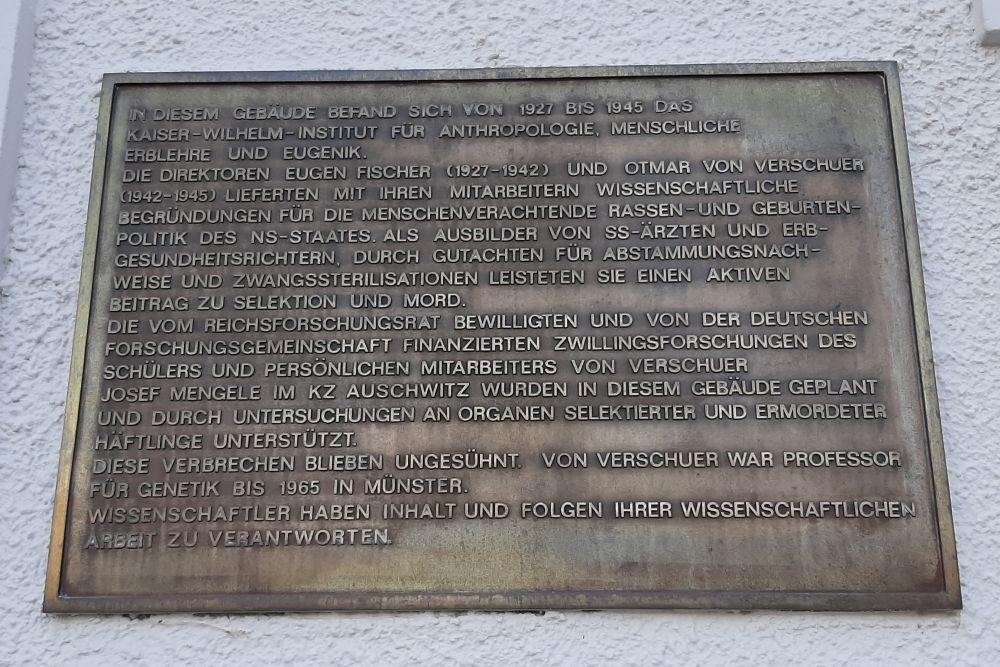 IN DIESEM GEBÄUDE BEFAND SICH VON 1927 BIS 1945 DAS
KAISER-WILHELM-INSTITUT FÜR ANTHROPOLOGIE, MENSCHLICHE
ERBLEHRE UND EUGENIK.
DIE DIREKTOREN EUGEN FISCHER (1927-1942) UND OTMAR VON VERSCHUER
(1942-1945) LIEFERTEN MIT IHREN MITARBEITERN WISSENSCHAFTLICHE
BEGRÜNDUNGEN FÜR DIE MENSCHENVERACHTENDE RASSEN-UND GEBURTEN-
POLITIK DES NS-STAATES. ALS AUSBILDER VON SS-ÄRZTEN UND ERB-
GESUNDHEITSRICHTERN, DURCH GUTACHTEN FÜR ABSTAMMUNGSNACH-
WEISE UND ZWANGSSTERILISATIONEN LEISTETEN SIE EINEN AKTIVEN
BEITRAG ZU SELEKTION UND MORD.
DIE VOM REICHSFORSCHUNGSRAT BEWILLIGTEN UND VON DER DEUTSCHEN
FORSCHUNGSGEMEINSCHAFT FINANZIERTEN ZWILLINGSFORSCHUNGEN DES
SCHÜLERS UND PERSÖNLICHEN MITARBEITERS VON VERSCHUER
JOSEF MENGELE IM KZ AUSCHWITZ WURDEN IN DIESEM GEBÄUDE GEPLANT
UND DURCH UNTERSUCHUNGEN AN ORGANEN SELEKTIERTER UND ERMORDETER
HÄFTLINGE UNTERSTÜTZT.
DIESE VERBRECHEN BLIEBEN UNGESÜHNT. VON VERSCHUER WAR PROFESSOR
FÜR GENETIK BIS 1965 IN MÜNSTER.
WISSENSCHAFTLER HABEN INHALT UND FOLGEN IHRER WISSENSCHAFTLICHEN
ARBEIT ZU VERANTWORTEN.